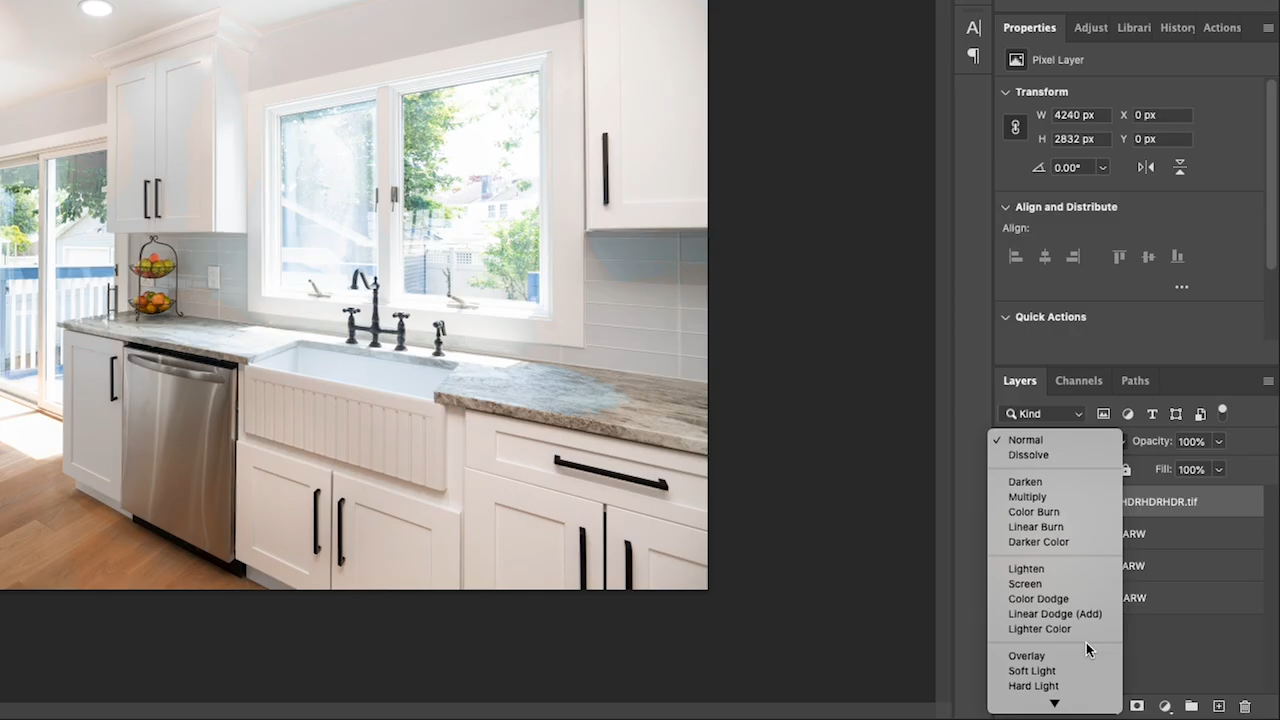 A|
Properties Adjust Librari History Actions
Pixel Layer
Transform
W 4240 px X 0 px
H 2832 px Y 0 px
0.00°
Align and Distribute
Align:
Quick Actions
Layers Channels Paths
Kind
Opacity: 100%
Fill: 100%
Normal
Dissolve
Darken
Multiply
Color Burn
Linear Burn
Darker Color
Lighten
Screen
Color Dodge
Linear Dodge (Add)
Lighter Color
Overlay
Soft Light
Hard Light
HDRHDRHDR.tif
ARW
ARW
ARW